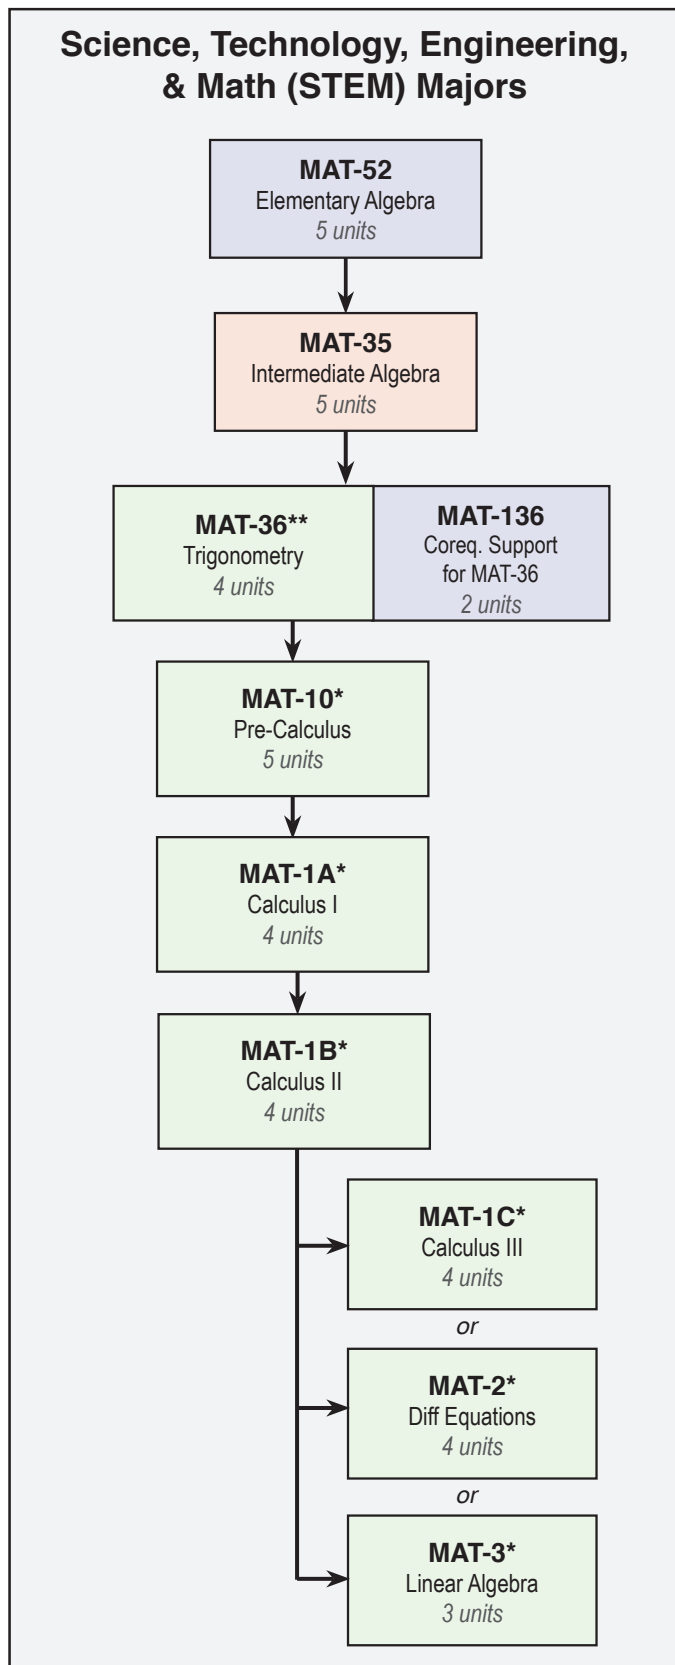 Science, Technology, Engineering,
& Math (STEM) Majors
MAT-52
Elementary Algebra
5 units
MAT-35
Intermediate Algebra
5 units
MAT-36**
Trigonometry
4 units
MAT-136
Coreq. Support
for MAT-36
2 units
MAT-10*
Pre-Calculus
5 units
MAT-1A*
Calculus I
4 units
MAT-1B*
Calculus II
4 units
MAT-1C*
Calculus III
4 units
or
MAT-2*
Diff Equations
4 units
or
MAT-3*
Linear Algebra
3 units